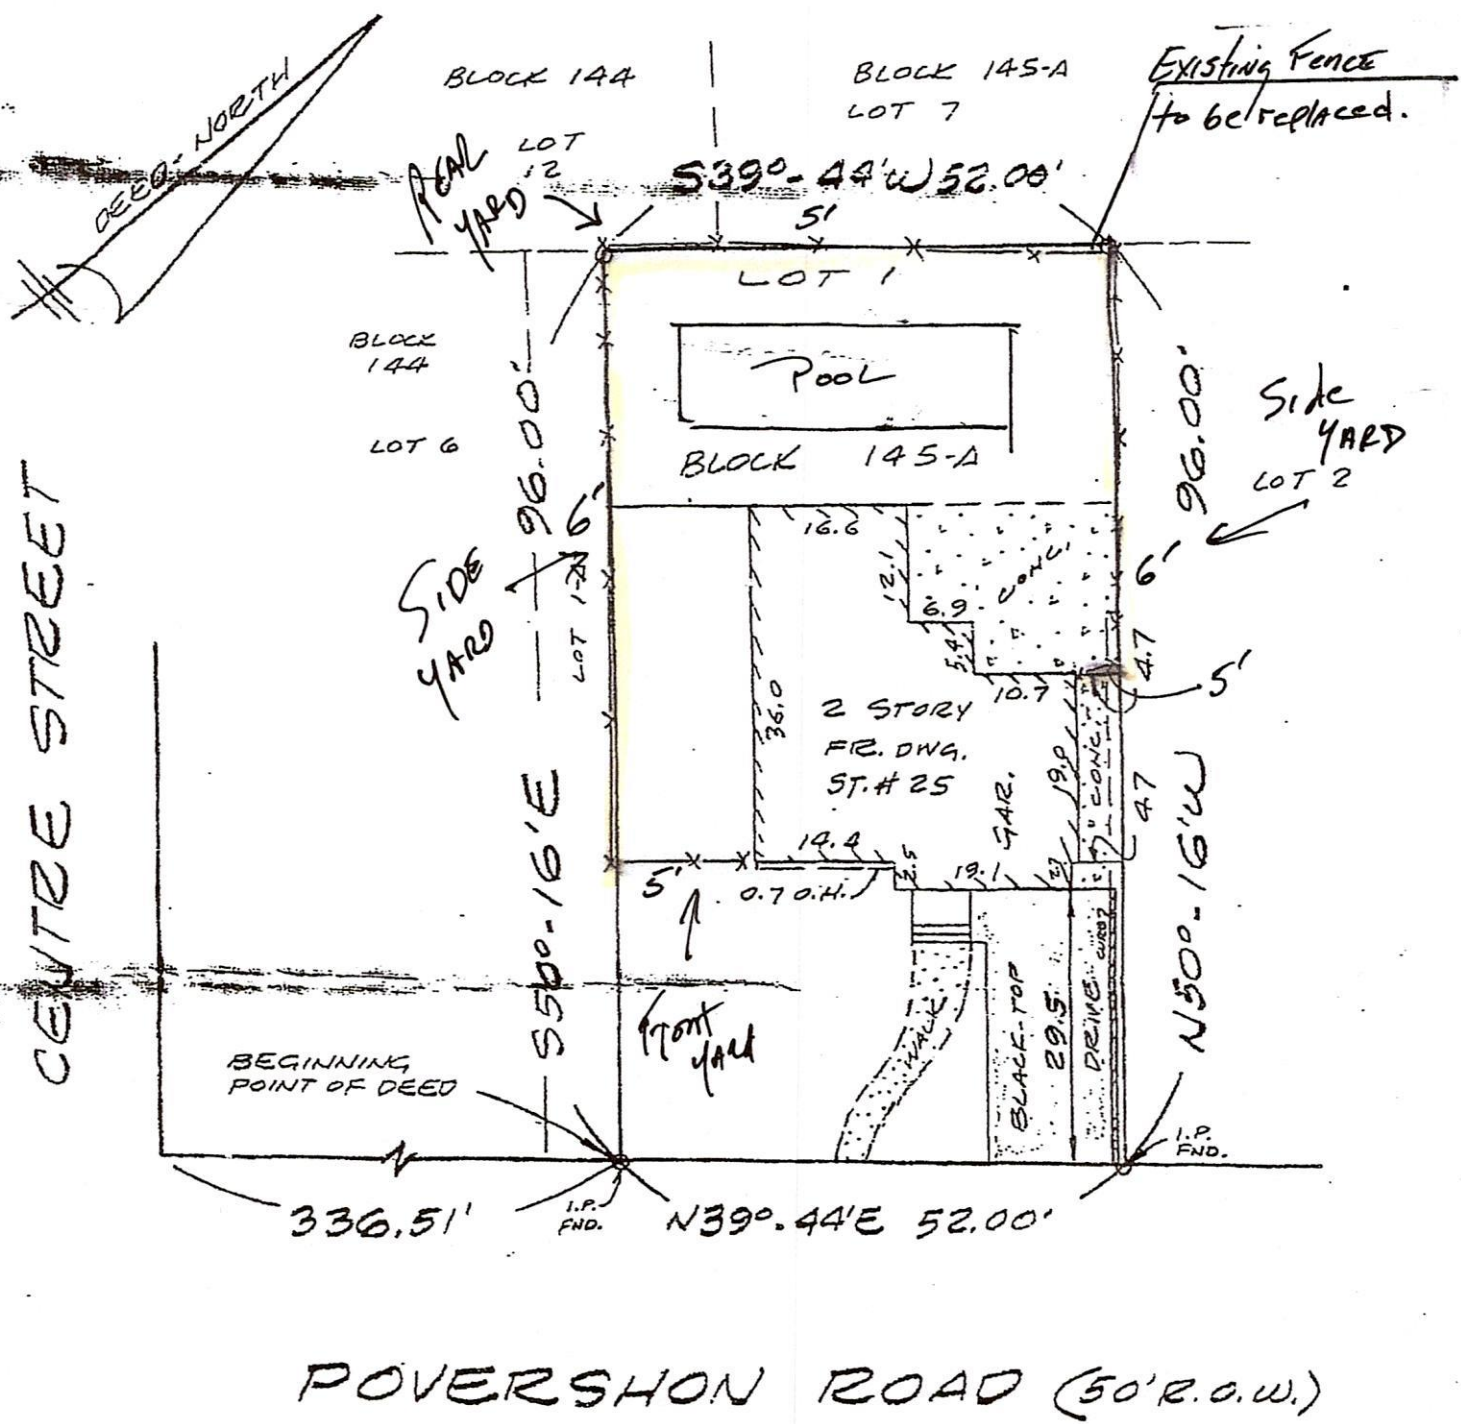 DEED-NORTH
BLOCK 144
LOT
12
BLOCK 145-A
LOT 7
Existing Fence
to be replaced.
REAR
YARD
S39°-44'W 52.00'
5'
LOT 1
BLOCK
144
LOT 6
96.00'
POOL
BLOCK 145-A
96.00'
Side
YARD
LOT 2
6'
SIDE
YARD
16.6
12.1
CONC.
6'
6.9
5.4
10.7
4.7
5'
36.0
2 STORY
FR. DWG.
ST.# 25
GAR.
19.0
CONC.
4.7
CENTRE STREET
S50°-16'E
14.4
2.5
19.1
5'
0.7 O.H.
N50°-16'W
Front
YARD
WALK
BLACK-TOP
29.5
DRIVE
CURB
BEGINNING
POINT OF DEED
I.P.
FND.
336.51'
I.P.
FND.
N39°-44'E 52.00'
POVERSHON ROAD (50'R.O.W.)